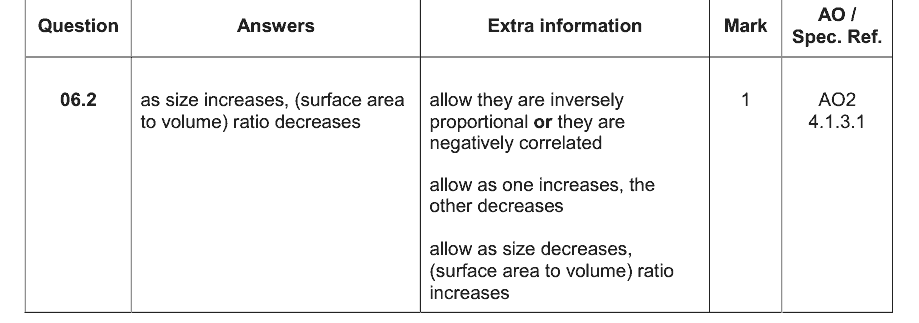 Question Answers Extra information Mark AO /
Spec. Ref.
06.2 as size increases, (surface area
to volume) ratio decreases
allow they are inversely
proportional or they are
negatively correlated
allow as one increases, the
other decreases
allow as size decreases,
(surface area to volume) ratio
increases
1
AO2
4.1.3.1